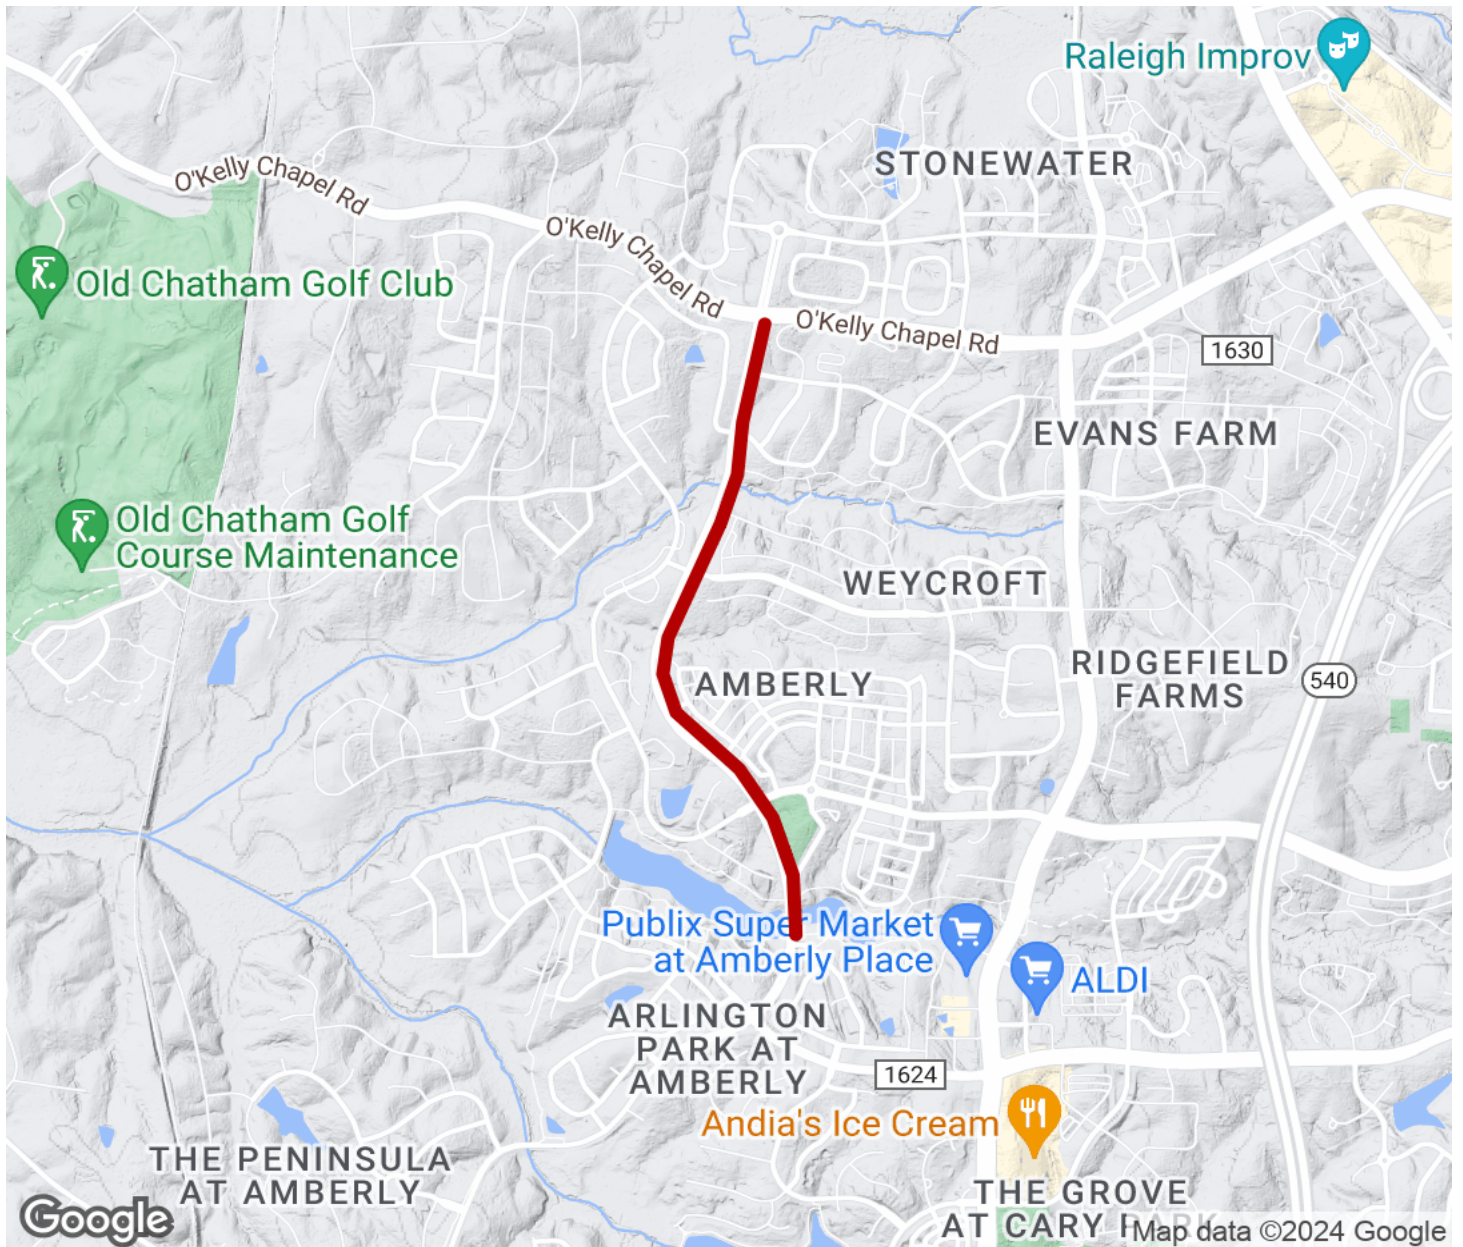 Raleigh Improv
STONEWATER
O'Kelly Chapel Rd
O'Kelly Chapel Rd
Old Chatham Golf Club
O'Kelly Chapel Rd
1630
EVANS FARM
Old Chatham Golf
Course Maintenance
WEYCROFT
AMBERLY
RIDGEFIELD
FARMS
540
Publix Super Market
at Amberly Place
ALDI
ARLINGTON
PARK AT
AMBERLY
1624
Andia's Ice Cream
THE PENINSULA
AT AMBERLY
THE GROVE
AT CARY PARK
Google
Map data ©2024 Google